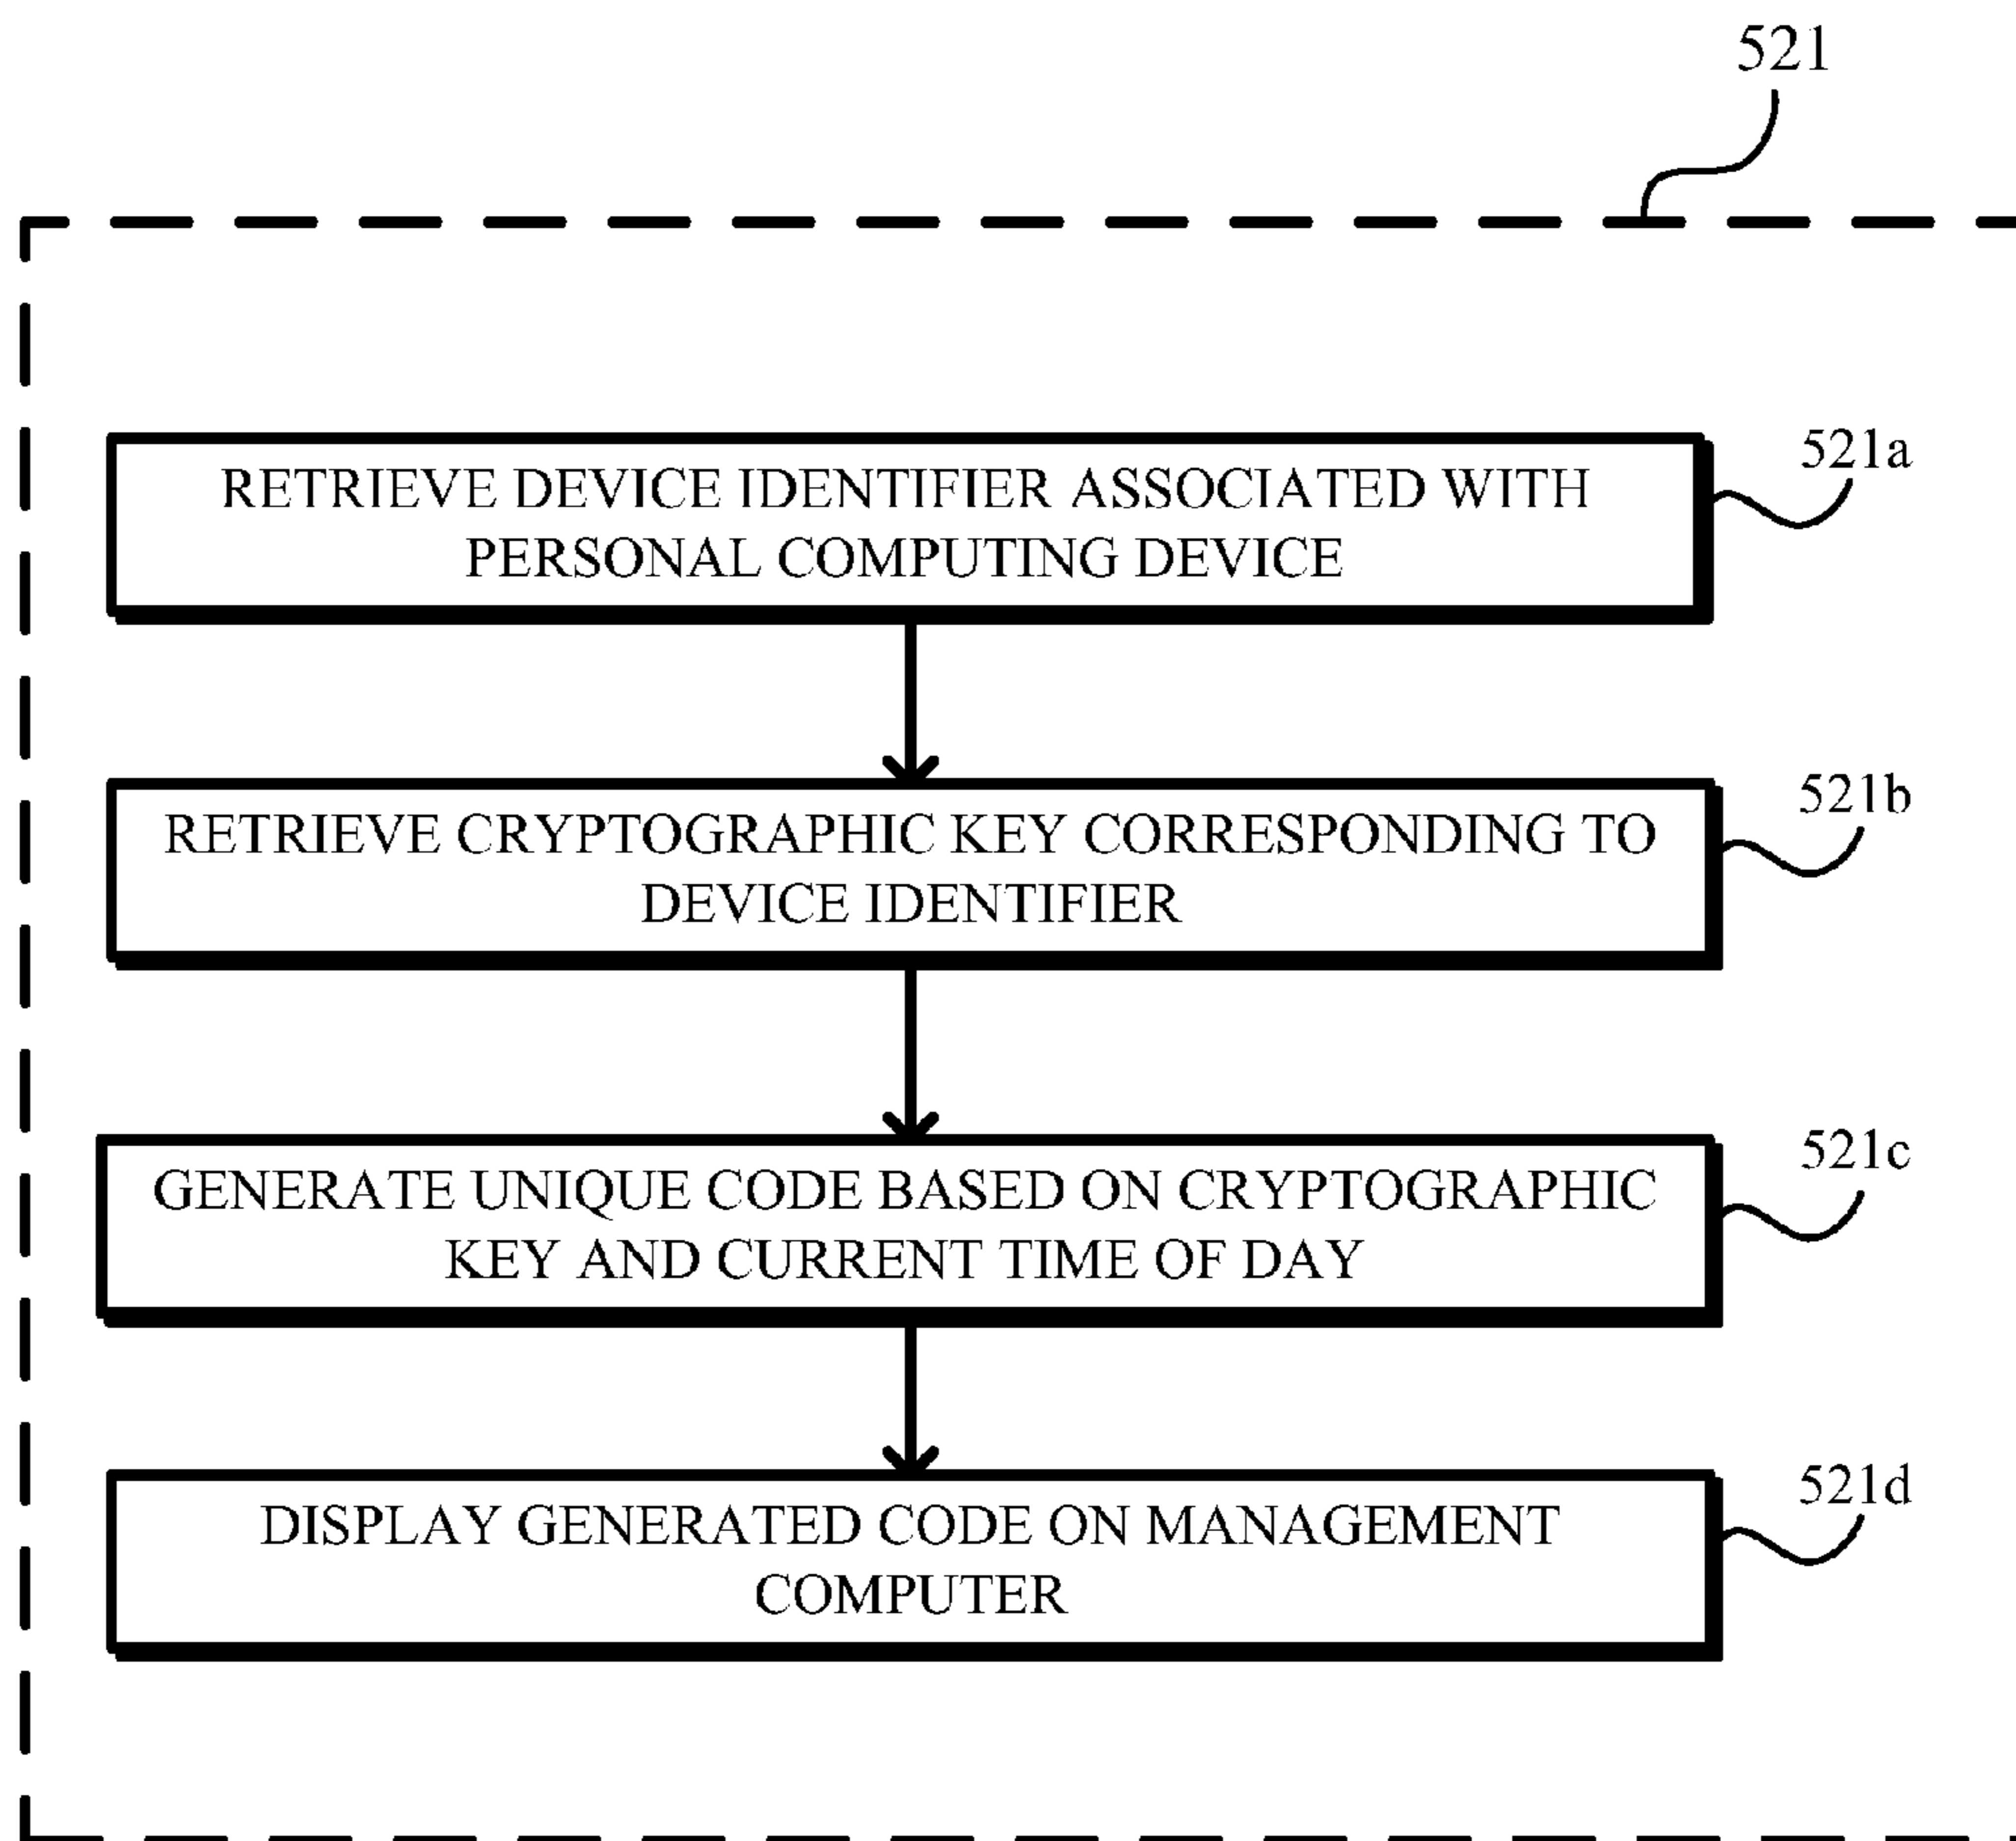 521
RETRIEVE DEVICE IDENTIFIER ASSOCIATED WITH
PERSONAL COMPUTING DEVICE
521a
RETRIEVE CRYPTOGRAPHIC KEY CORRESPONDING TO
DEVICE IDENTIFIER
521b
GENERATE UNIQUE CODE BASED ON CRYPTOGRAPHIC
KEY AND CURRENT TIME OF DAY
521c
DISPLAY GENERATED CODE ON MANAGEMENT
COMPUTER
521d